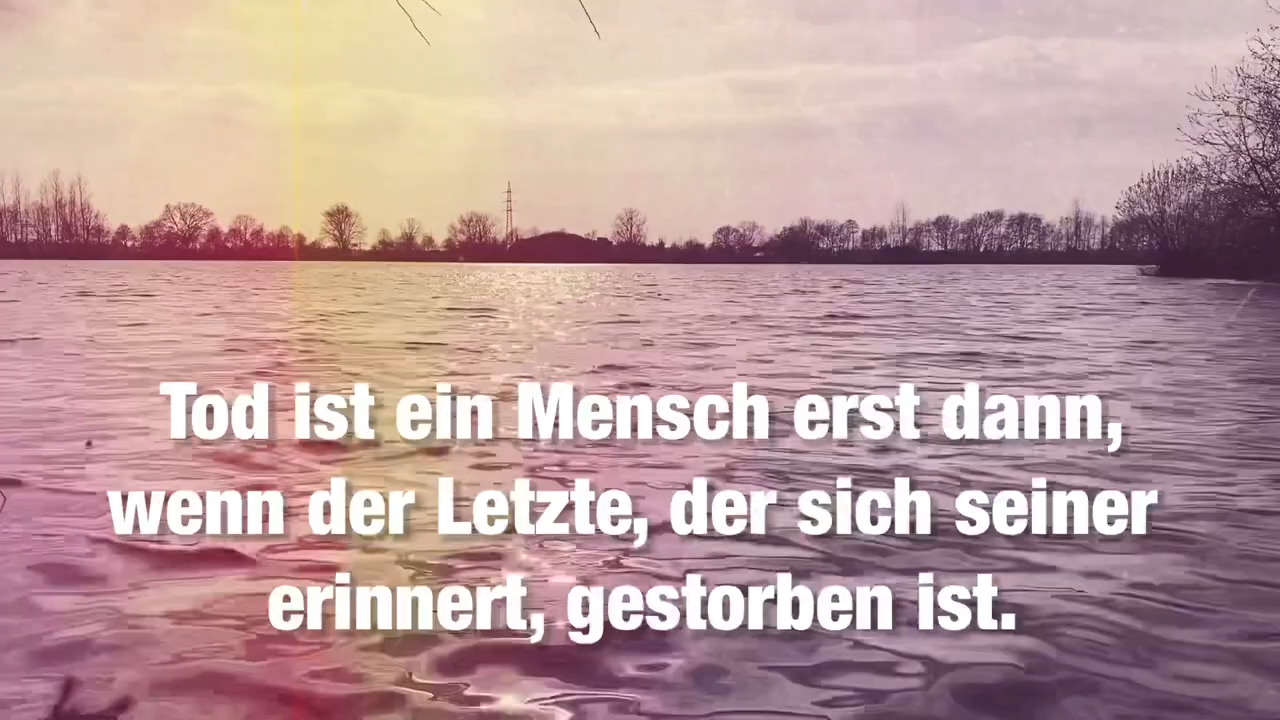 Tod ist ein Mensch erst dann,
wenn der Letzte, der sich seiner
erinnert, gestorben ist.